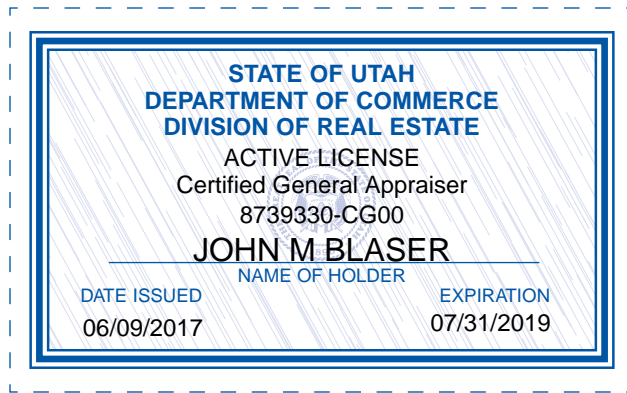 STATE OF UTAH
DEPARTMENT OF COMMERCE
DIVISION OF REAL ESTATE
ACTIVE LICENSE
Certified General Appraiser
8739330-CG00
JOHN M BLASER
NAME OF HOLDER
DATE ISSUED
06/09/2017
EXPIRATION
07/31/2019